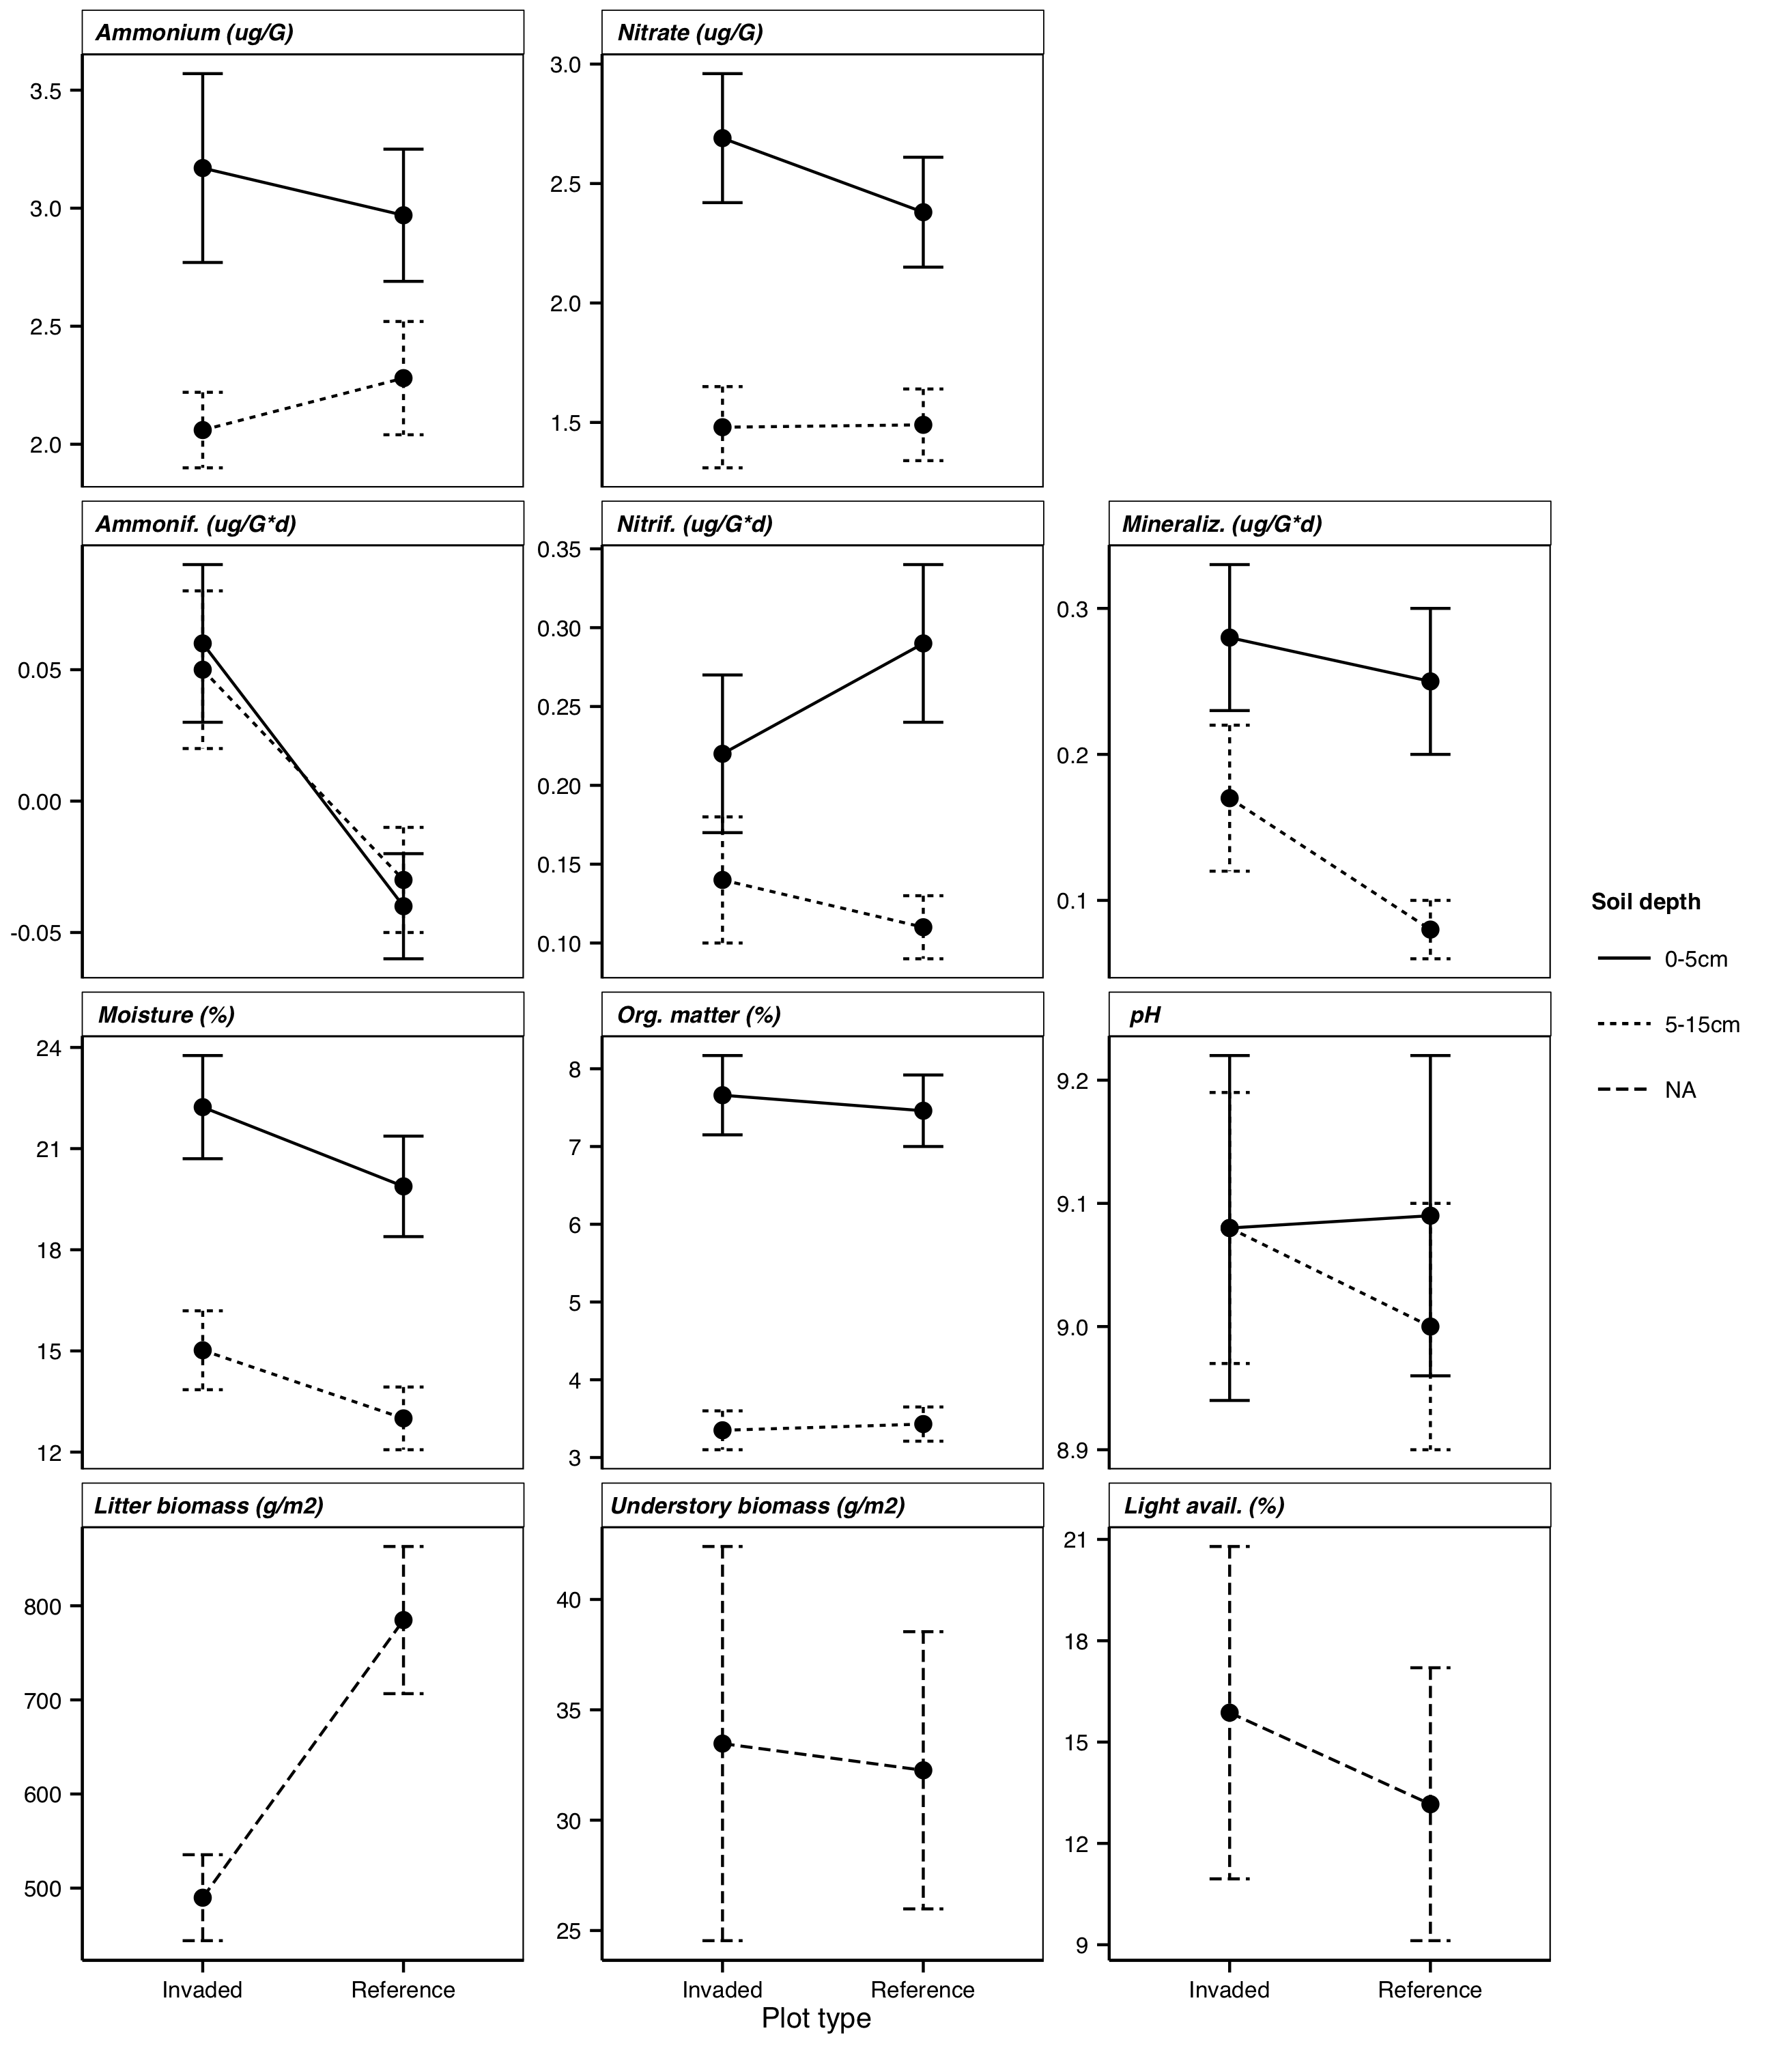 Ammonium (ug/G)
Nitrate (ug/G)
3.5
3.0
2.5
2.0
3.0
2.5
2.0
1.5
Ammonif. (ug/G*d)
Nitrif. (ug/G*d)
Mineraliz. (ug/G*d)
0.05
0.00
-0.05
0.35
0.30
0.25
0.20
0.15
0.10
0.3
0.2
0.1
Moisture (%)
Org. matter (%)
pH
24
21
18
15
12
8
7
6
5
4
3
9.2
9.1
9.0
8.9
Litter biomass (g/m2)
Understory biomass (g/m2)
Light avail. (%)
800
700
600
500
40
35
30
25
21
18
15
12
9
Invaded Reference
Invaded Reference
Invaded Reference
Plot type
Soil depth
0-5cm
5-15cm
NA